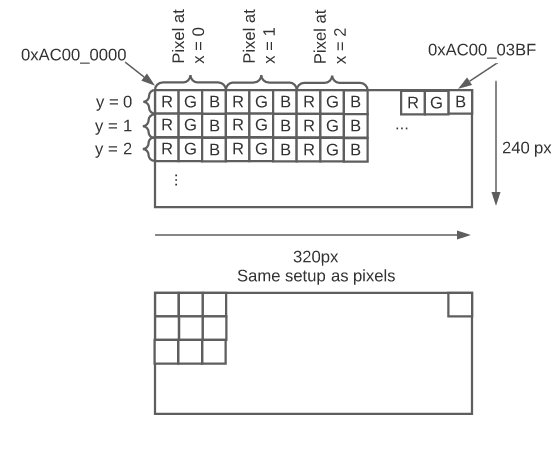 Pixel at
x = 0
Pixel at
x = 1
Pixel at
x = 2
0xAC00_0000
0xAC00_03BF
y = 0 R G B R G B R G B R G B
y = 1 R G B R G B R G B ...
y = 2 R G B R G B R G B
...
240 px
320px
Same setup as pixels